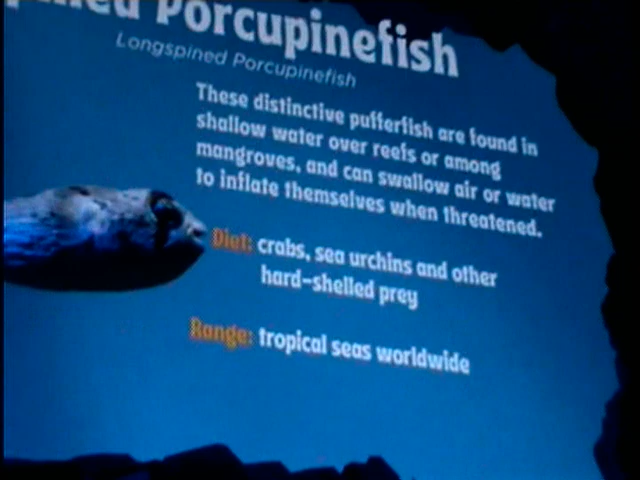 Porcupinefish
Longspined Porcupinefish
These distinctive pufferfish are found in
shallow water over reefs or among
mangroves, and can swallow air or water
to inflate themselves when threatened.
Diet: crabs, sea urchins and other
hard-shelled prey
Range: tropical seas worldwide